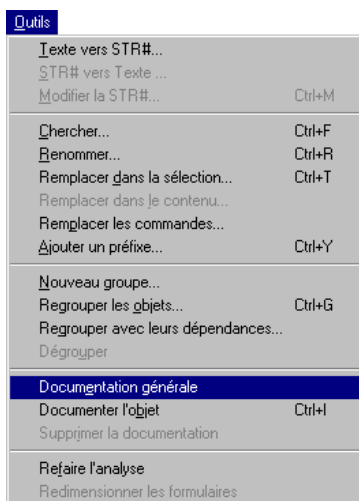 Outils
Texte vers STR#...
STR# vers Texte ...
Modifier la STR#... Ctrl+M
Chercher... Ctrl+F
Renommer... Ctrl+R
Remplacer dans la sélection... Ctrl+T
Remplacer dans le contenu...
Remplacer les commandes...
Ajouter un préfixe... Ctrl+Y
Nouveau groupe...
Regrouper les objets... Ctrl+G
Regrouper avec leurs dépendances...
Dégrouper
Documentation générale
Documenter l'objet Ctrl+I
Supprimer la documentation
Refaire l'analyse
Redimensionner les formulaires